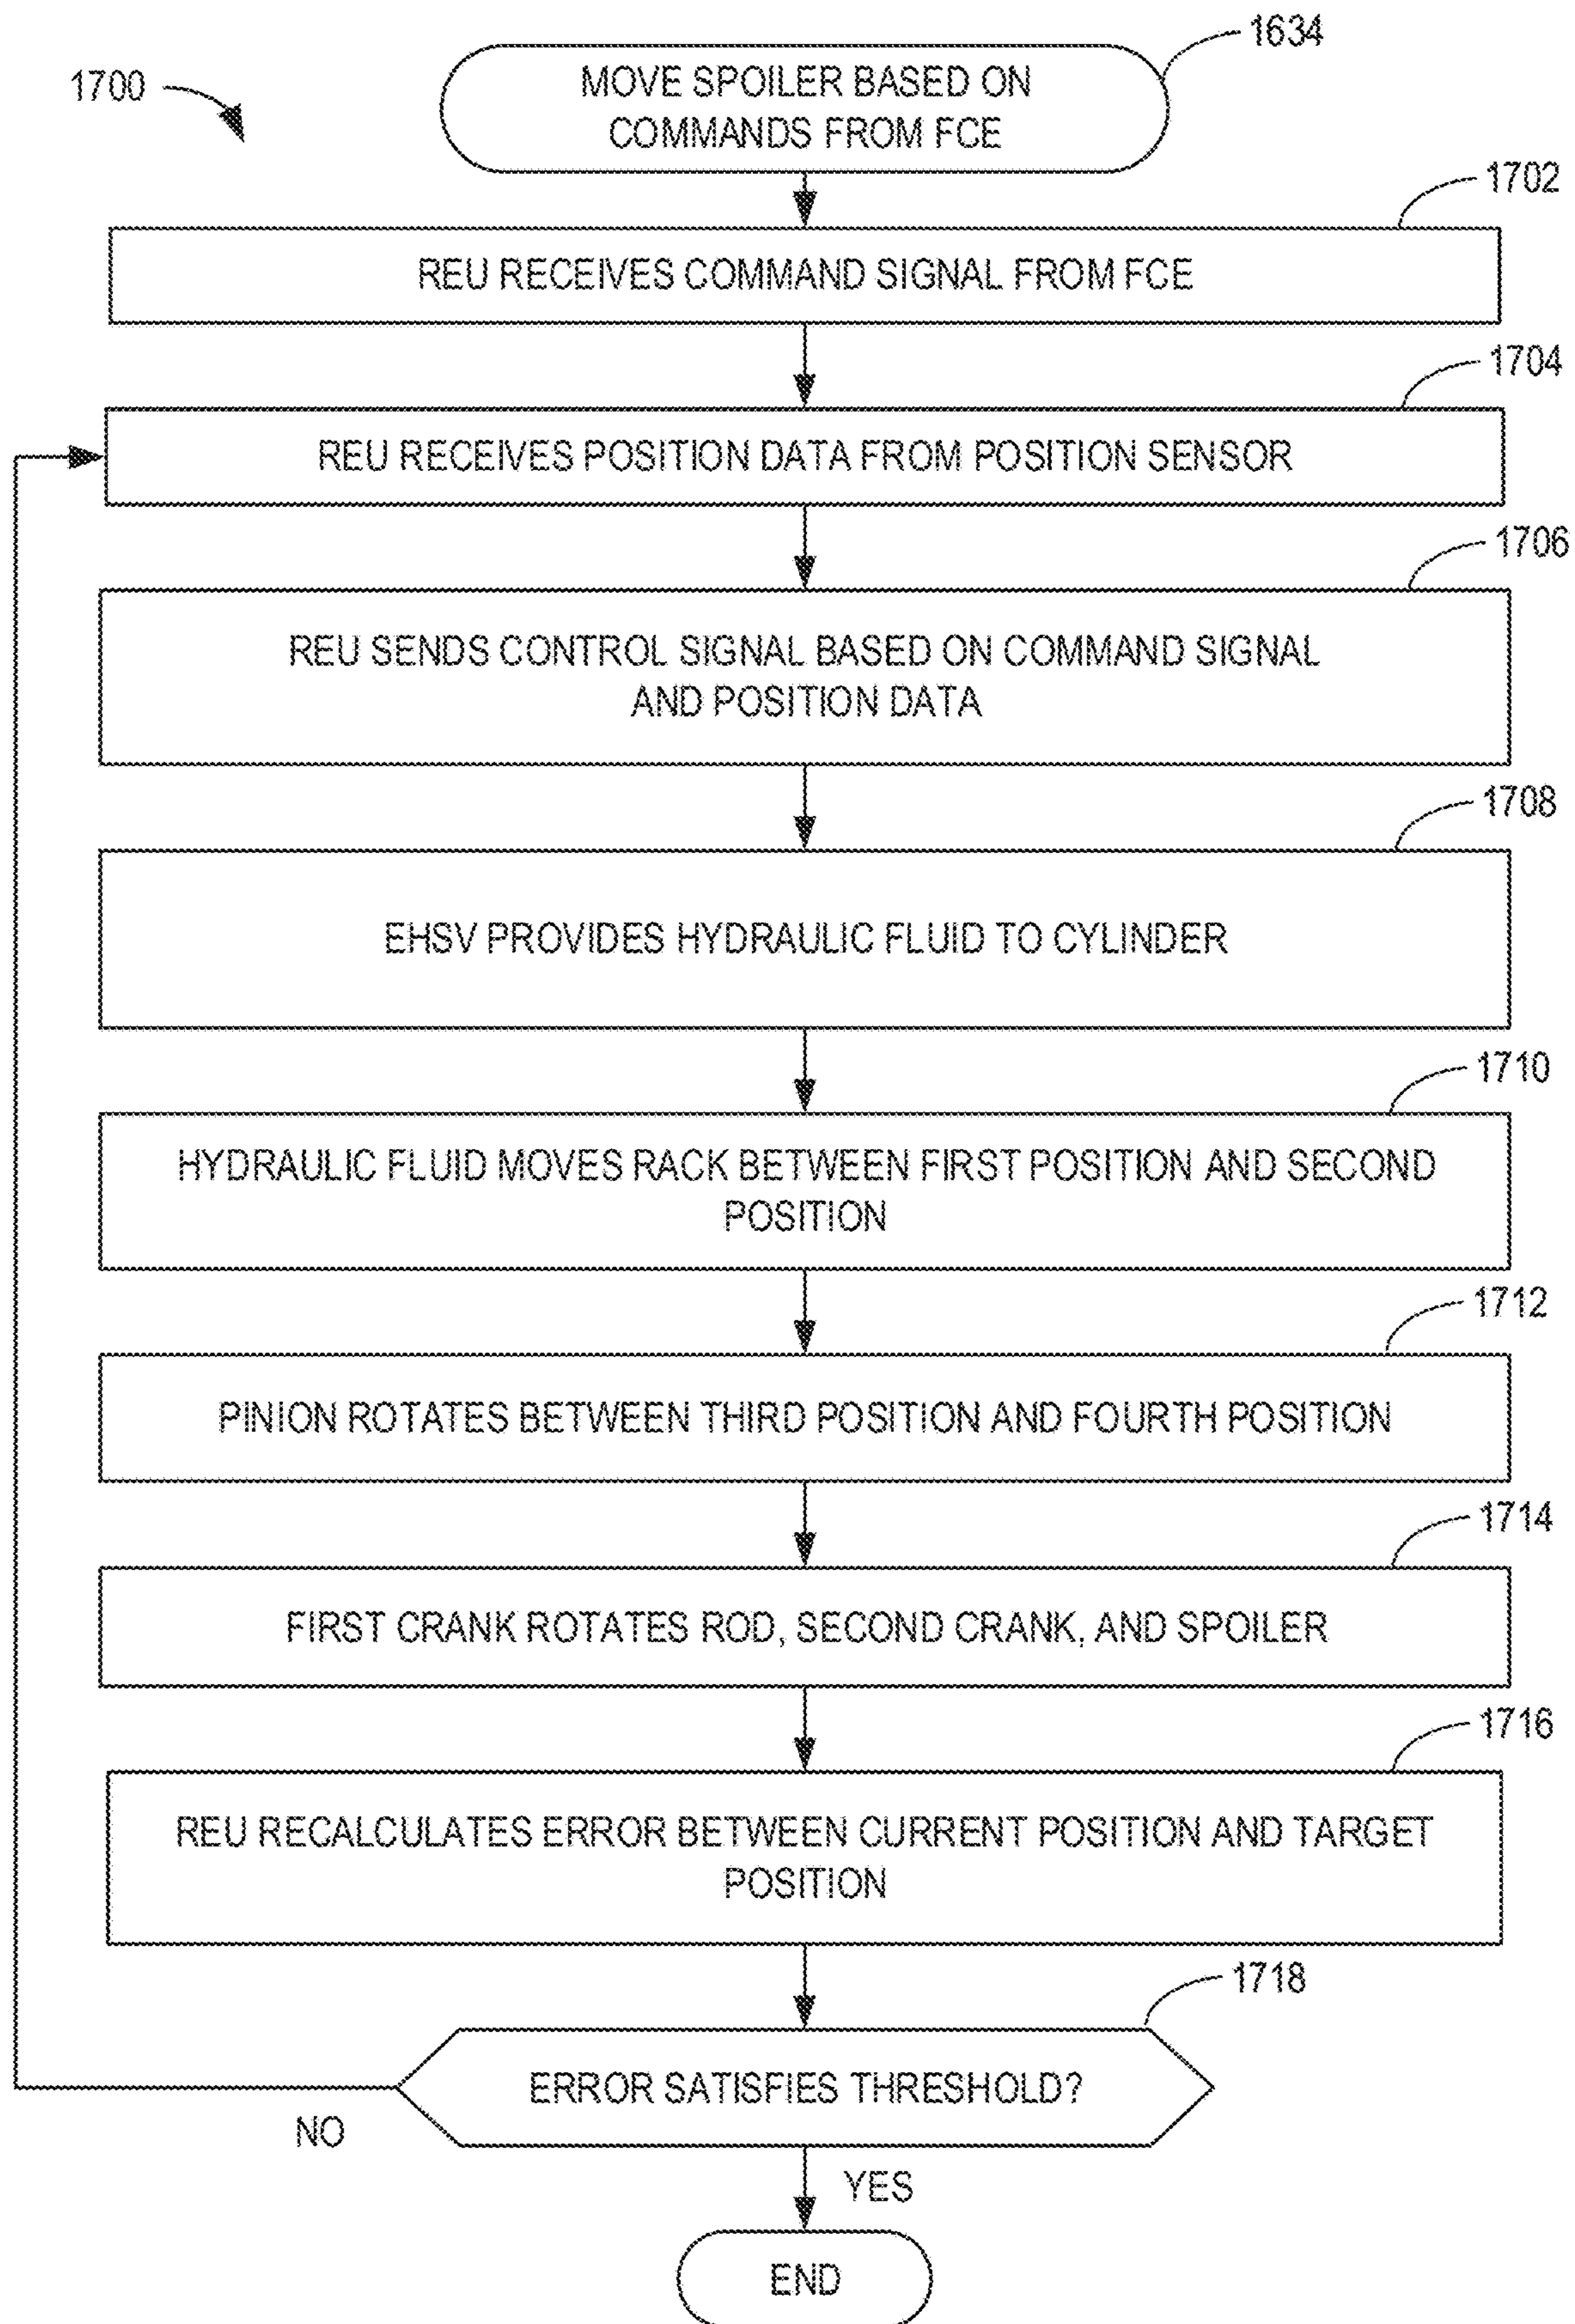 1634
1700
MOVE SPOILER BASED ON
COMMANDS FROM FCE
1702
REU RECEIVES COMMAND SIGNAL FROM FCE
1704
REU RECEIVES POSITION DATA FROM POSITION SENSOR
1706
REU SENDS CONTROL SIGNAL BASED ON COMMAND SIGNAL
AND POSITION DATA
1708
EHSV PROVIDES HYDRAULIC FLUID TO CYLINDER
1710
HYDRAULIC FLUID MOVES RACK BETWEEN FIRST POSITION AND SECOND
POSITION
1712
PINION ROTATES BETWEEN THIRD POSITION AND FOURTH POSITION
1714
FIRST CRANK ROTATES ROD, SECOND CRANK, AND SPOILER
1716
REU RECALCULATES ERROR BETWEEN CURRENT POSITION AND TARGET
POSITION
1718
ERROR SATISFIES THRESHOLD?
NO
YES
END